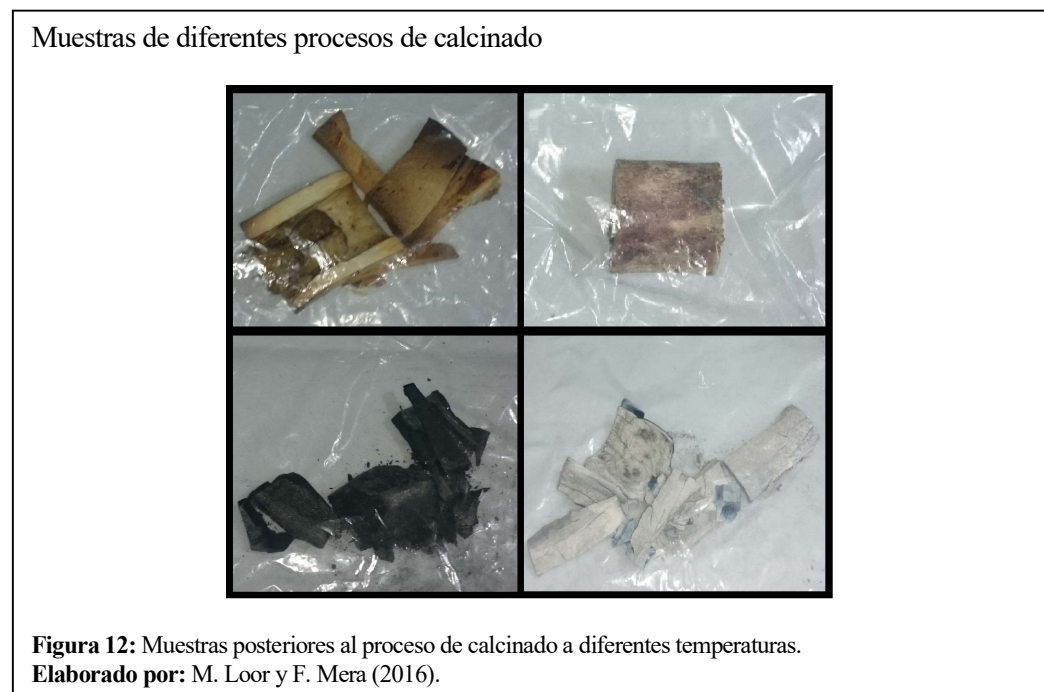 Muestras de diferentes procesos de calcinado
Figura 12: Muestras posteriores al proceso de calcinado a diferentes temperaturas.
Elaborado por: M. Loor y F. Mera (2016).